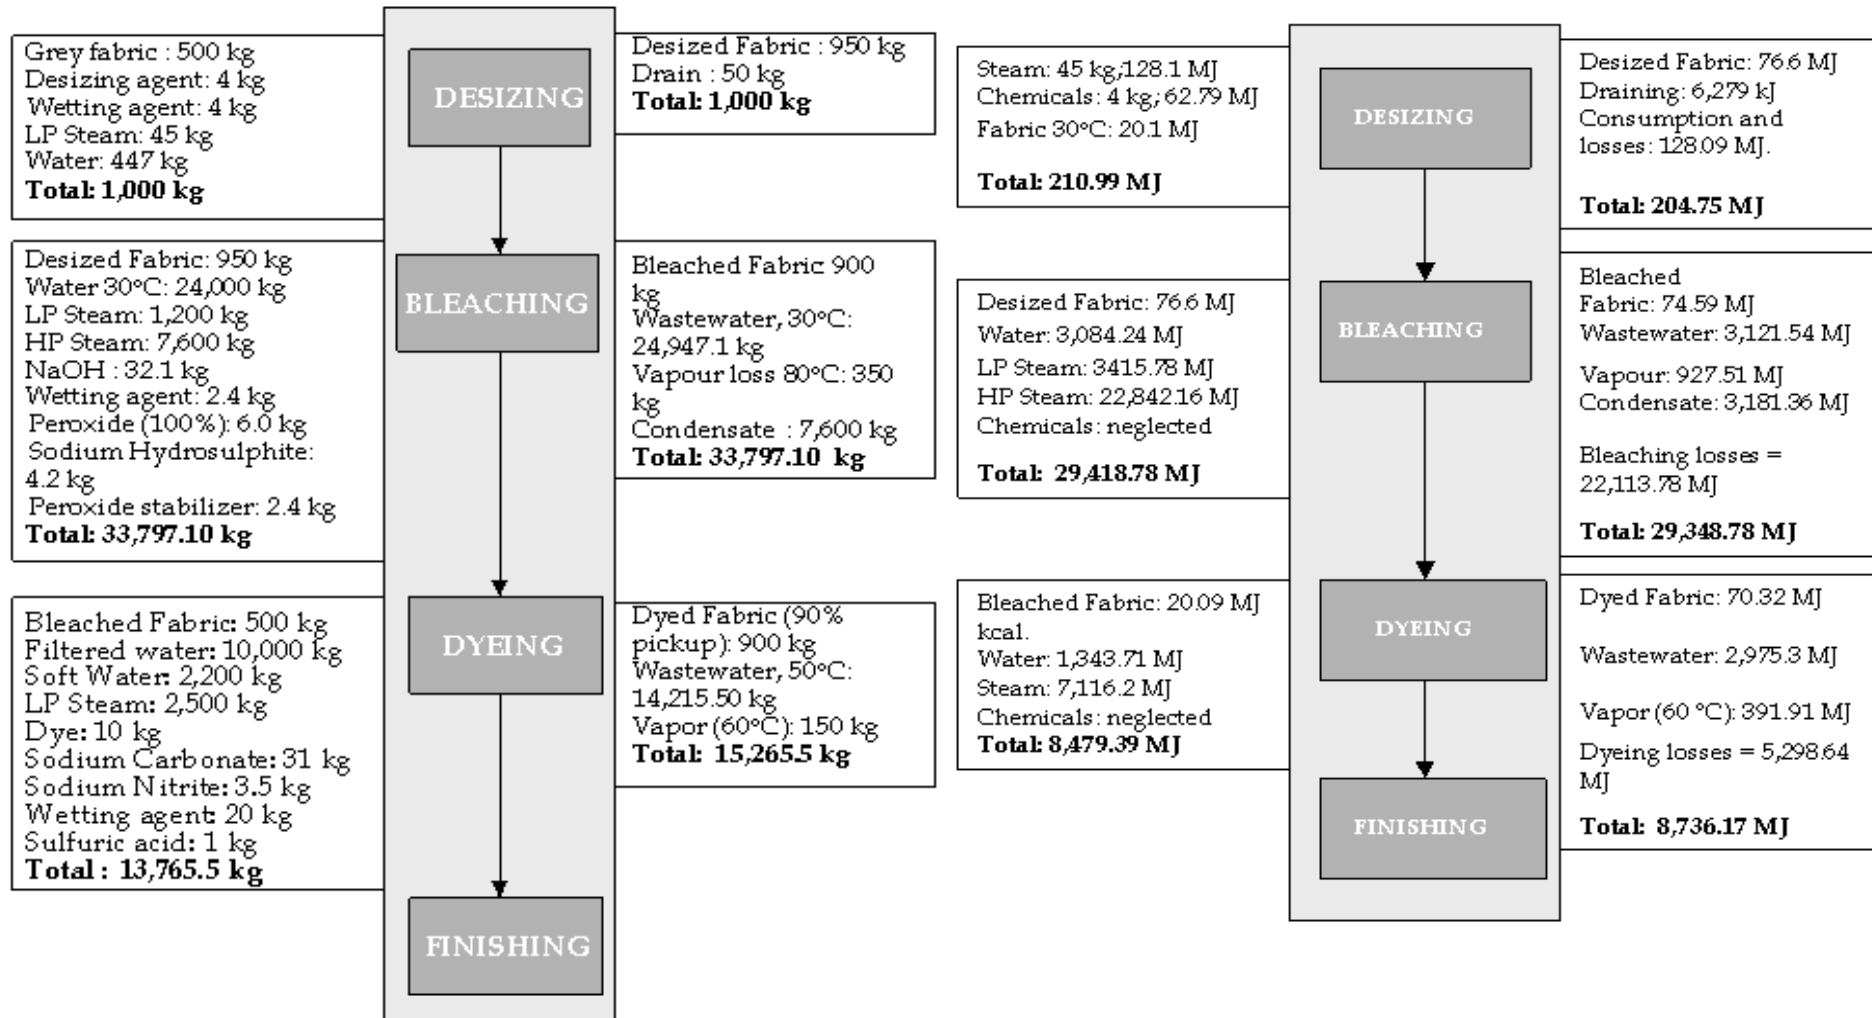 Grey fabric : 500 kg
Desizing agent: 4 kg
Wetting agent: 4 kg
LP Steam: 45 kg
Water: 447 kg
Total: 1,000 kg
DESIZING
Desized Fabric : 950 kg
Drain : 50 kg
Total: 1,000 kg
Desized Fabric: 950 kg
Water 30°C: 24,000 kg
LP Steam: 1,200 kg
HP Steam: 7,600 kg
NaOH : 32.1 kg
Wetting agent: 2.4 kg
Peroxide (100%): 6.0 kg
Sodium Hydrosulphite:
4.2 kg
Peroxide stabilizer: 2.4 kg
Total: 33,797.10 kg
BLEACHING
Bleached Fabric 900
kg
Wastewater, 30°C:
24,947.1 kg
Vapour loss 80°C: 350
kg
Condensate : 7,600 kg
Total: 33,797.10 kg
Bleached Fabric: 500 kg
Filtered water: 10,000 kg
Soft Water: 2,200 kg
LP Steam: 2,500 kg
Dye: 10 kg
Sodium Carbonate: 31 kg
Sodium Nitrite: 3.5 kg
Wetting agent: 20 kg
Sulfuric acid: 1 kg
Total : 13,765.5 kg
DYEING
Dyed Fabric (90%
pickup): 900 kg
Wastewater, 50°C:
14,215.50 kg
Vapor (60°C): 150 kg
Total: 15,265.5 kg
FINISHING
Steam: 45 kg;128.1 MJ
Chemicals: 4 kg; 62.79 MJ
Fabric 30°C: 20.1 MJ
Total: 210.99 MJ
DESIZING
Desized Fabric: 76.6 MJ
Draining: 6,279 kJ
Consumption and
losses: 128.09 MJ.
Total: 204.75 MJ
Desized Fabric: 76.6 MJ
Water: 3,084.24 MJ
LP Steam: 3415.78 MJ
HP Steam: 22,842.16 MJ
Chemicals: neglected
Total: 29,418.78 MJ
BLEACHING
Bleached
Fabric: 74.59 MJ
Wastewater: 3,121.54 MJ
Vapour: 927.51 MJ
Condensate: 3,181.36 MJ
Bleaching losses =
22,113.78 MJ
Total: 29,348.78 MJ
Bleached Fabric: 20.09 MJ
kcal.
Water: 1,343.71 MJ
Steam: 7,116.2 MJ
Chemicals: neglected
Total: 8,479.39 MJ
DYEING
Dyed Fabric: 70.32 MJ
Wastewater: 2,975.3 MJ
Vapor (60 °C): 391.91 MJ
Dyeing losses = 5,298.64
MJ
Total: 8,736.17 MJ
FINISHING